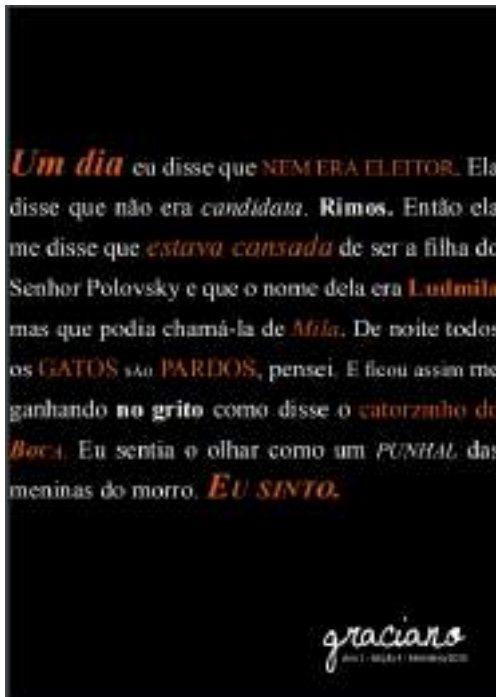 Um dia eu disse que NEM ERA ELEITOR. Ela
disse que não era candidata. Rimos. Então ela
me disse que estava cansada de ser a filha do
Senhor Polovsky e que o nome dela era Ludmila
mas que podia chamá-la de Mila. De noite todos
os GATOS SÃO PARDOS, pensei. E ficou assim me
ganhando no grito como disse o catorzinho do
BOCA. Eu sentia o olhar como um PUNHAL das
meninas do morro. EU SINTO.
graciano